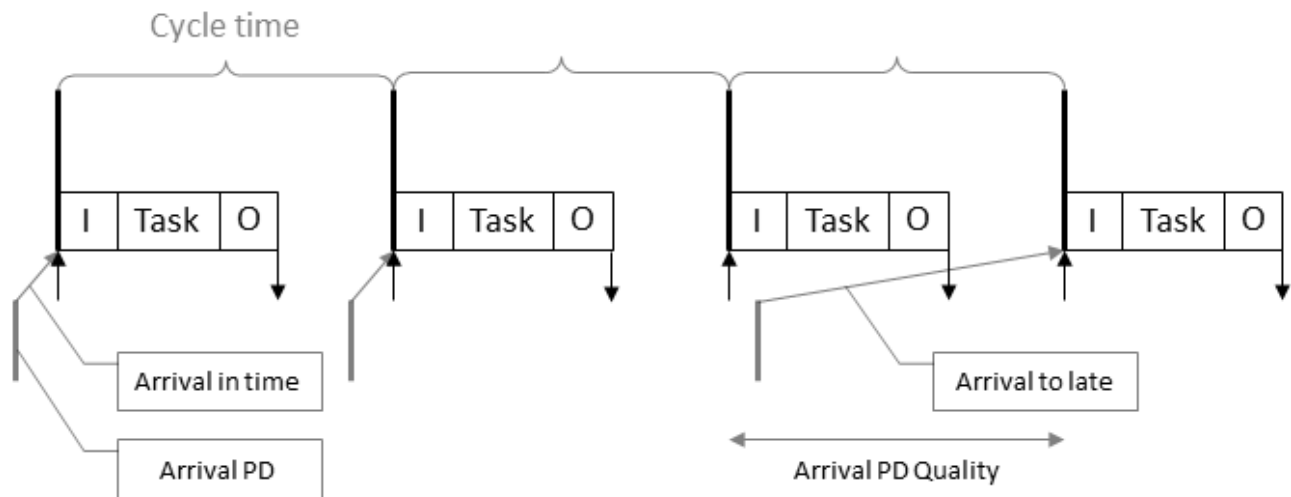 Cycle time
I Task O I Task O I Task O I Task O
Arrival in time
Arrival to late
Arrival PD
Arrival PD Quality